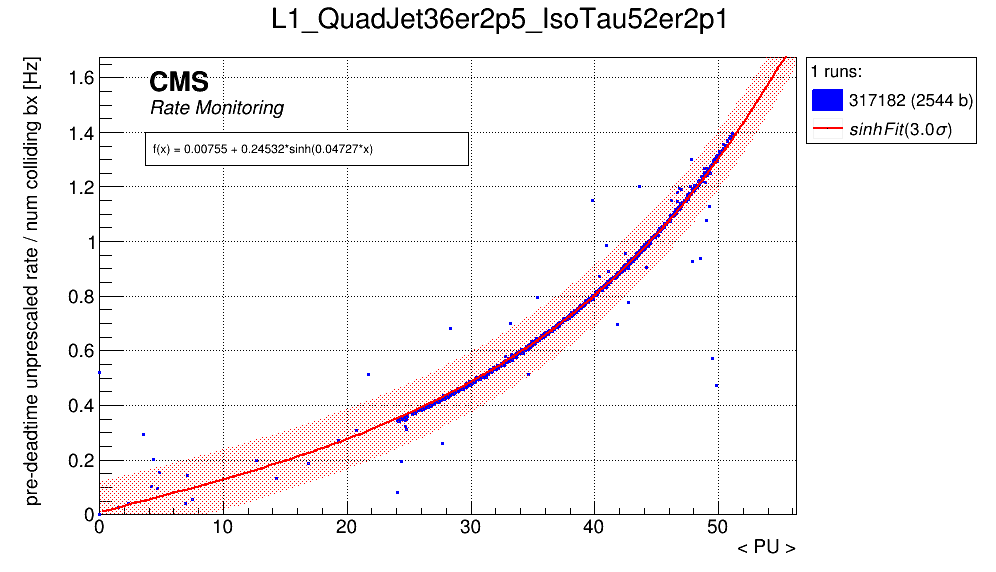 L1_QuadJet36er2p5_IsoTau52er2p1
pre-deadtime unprescaled rate / num colliding bx [Hz]
CMS
Rate Monitoring
f(x) = 0.00755 + 0.24532*sinh(0.04727*x)
1 runs:
317182 (2544 b)
sinhFit(3.0σ)
1.6
1.4
1.2
1
0.8
0.6
0.4
0.2
0
0 10 20 30 40 50
< PU >